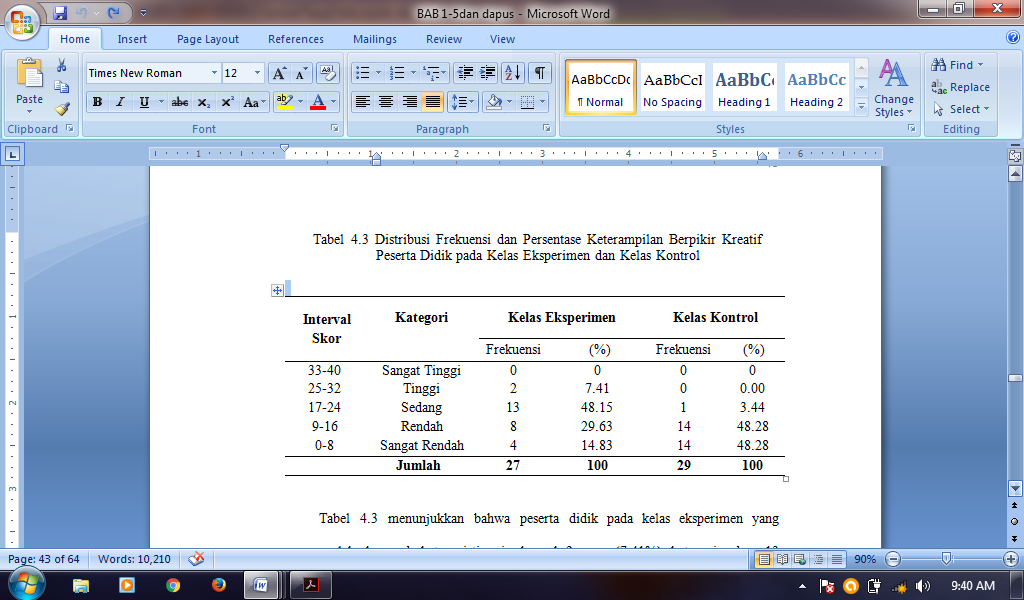 BAB 1-5dan dapus - Microsoft Word
Home Insert Page Layout References Mailings Review View
Paste
Clipboard
Times New Roman 12
B I U abc X₂ X² Aa
Font
Paragraph
AaBbCcDc AaBbCcI AaBbC AaBbCc
¶ Normal No Spacing Heading 1 Heading 2
Change Styles
Styles
Find
Replace
Select
Editing
Tabel 4.3 Distribusi Frekuensi dan Persentase Keterampilan Berpikir Kreatif
Peserta Didik pada Kelas Eksperimen dan Kelas Kontrol
Interval Skor Kategori Kelas Eksperimen Kelas Kontrol
Frekuensi (%) Frekuensi (%)
33-40 Sangat Tinggi 0 0 0 0
25-32 Tinggi 2 7.41 0 0.00
17-24 Sedang 13 48.15 1 3.44
9-16 Rendah 8 29.63 14 48.28
0-8 Sangat Rendah 4 14.83 14 48.28
Jumlah 27 100 29 100
Tabel 4.3 menunjukkan bahwa peserta didik pada kelas eksperimen yang
Page: 43 of 64 Words: 10,210 90%
9:40 AM